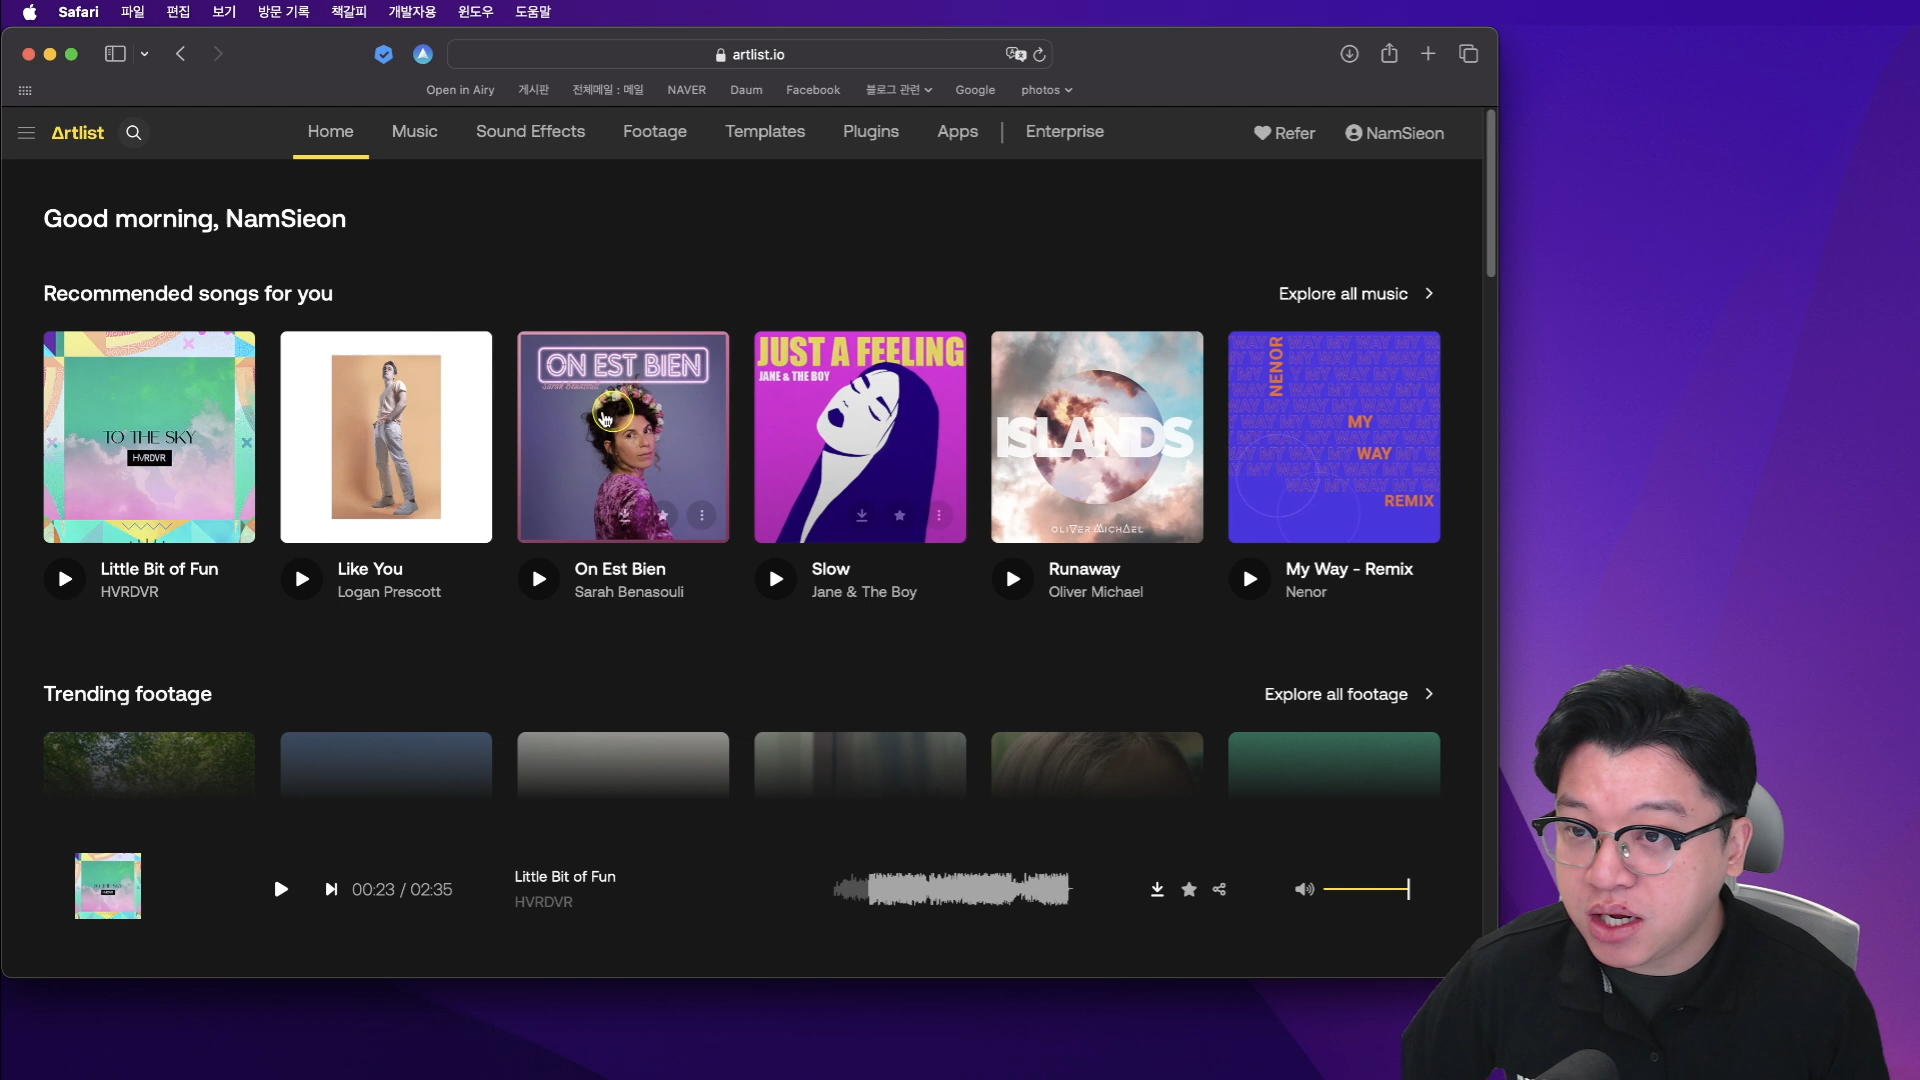 Safari 파일 편집 보기 방문 기록 책갈피 개발자용 윈도우 도움말
artlist.io
Open in Airy 게시판 전체메일 : 메일 NAVER Daum Facebook 블로그 관련 Google photos
Artlist Home Music Sound Effects Footage Templates Plugins Apps | Enterprise Refer NamSieon
Good morning, NamSieon
Recommended songs for you
Explore all music
TO THE SKY
HVRDVR
ON EST BIEN
Sarah Benasouli
JUST A FEELING
JANE & THE BOY
ISLANDS
OLIVER MICHAEL
NENOR
MY
WAY
REMIX
Little Bit of Fun
HVRDVR
Like You
Logan Prescott
On Est Bien
Sarah Benasouli
Slow
Jane & The Boy
Runaway
Oliver Michael
My Way - Remix
Nenor
Trending footage
Explore all footage
00:23 / 02:35
Little Bit of Fun
HVRDVR